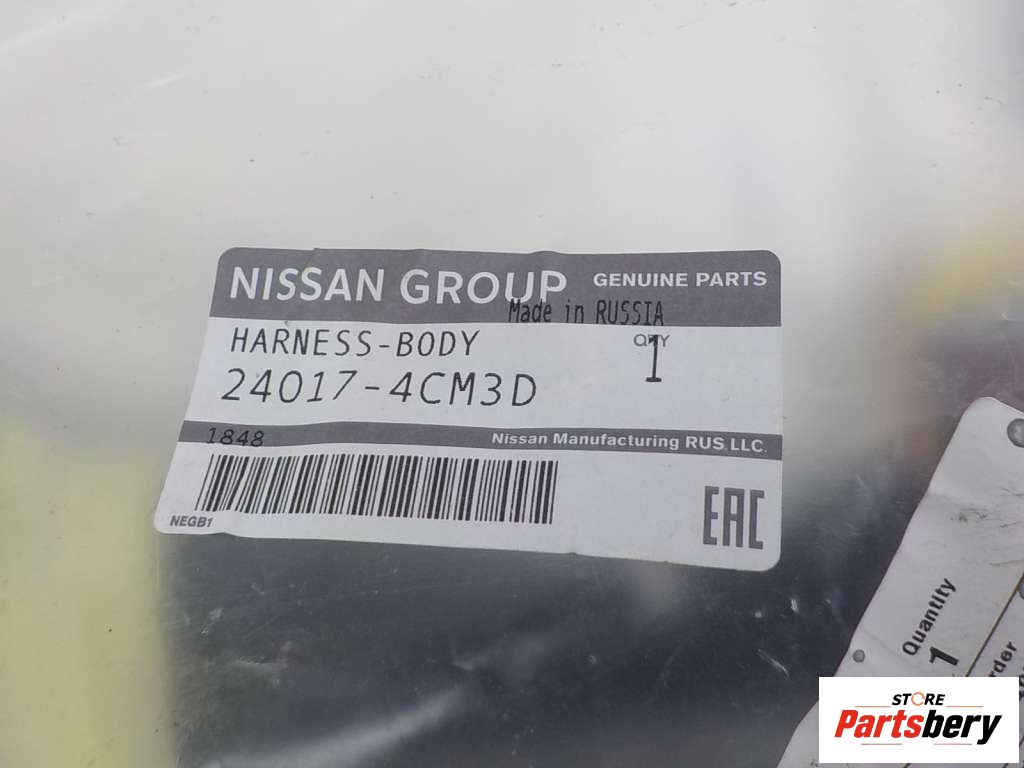 NISSAN GROUP GENUINE PARTS
Made in RUSSIA
HARNESS-BODY QTY
24017-4CM3D 1
1848 Nissan Manufacturing RUS, LLC.
NEGB1 EAC
Quantity
1
STORE
Partsbery